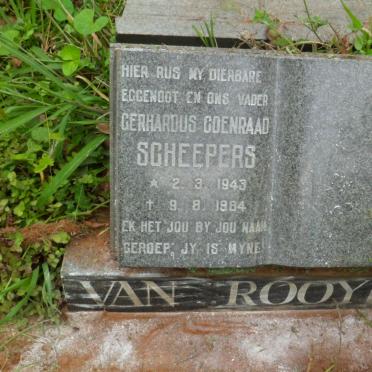 HIER RUS MY DIERBARE
EGGENOOT EN ONS VADER
GERHARDUS COENRAAD
SCHEEPERS
* 2. 3. 1943
† 9. 8. 1984
EK HET JOU BY JOU NAAM
GEROEP, JY IS MYNE
VAN ROOY